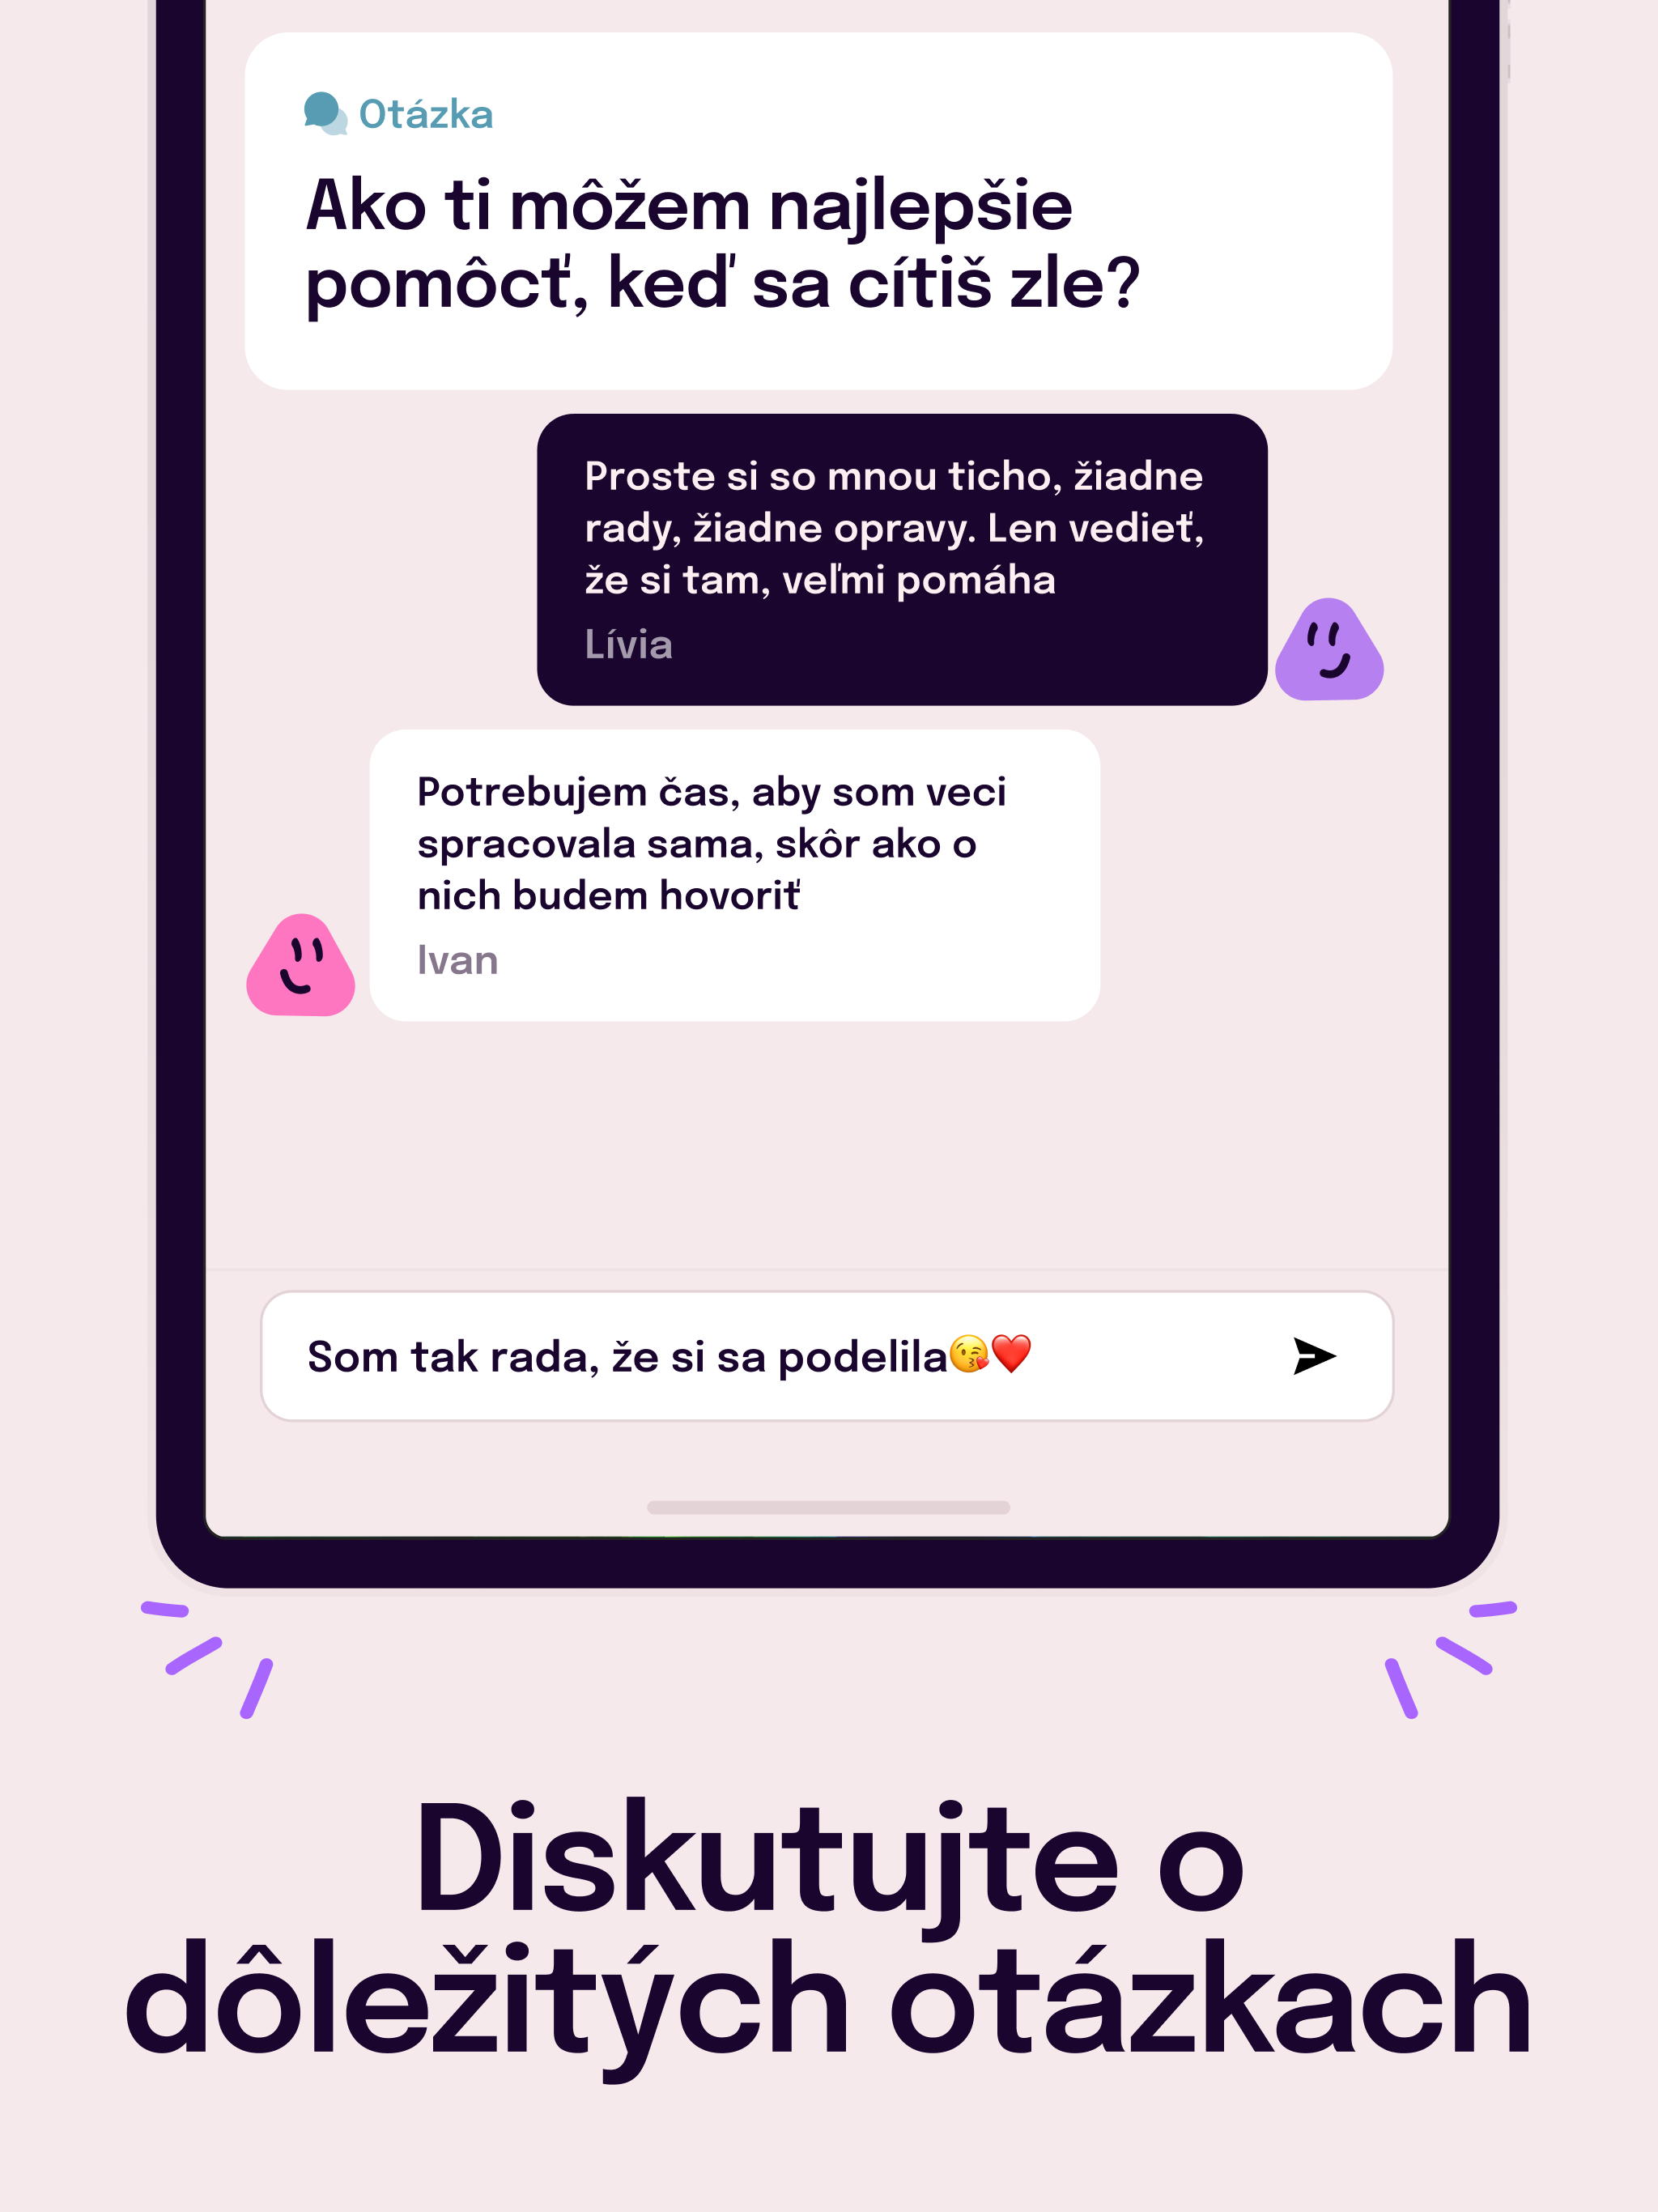 Otázka
Ako ti môžem najlepšie
pomôcť, keď sa cítiš zle?
Proste si so mnou ticho, žiadne
rady, žiadne opravy. Len vedieť,
že si tam, veľmi pomáha
Lívia
Potrebujem čas, aby som veci
spracovala sama, skôr ako o
nich budem hovoriť
Ivan
Som tak rada, že si sa podelila😘❤️
Diskutujte o
dôležitých otázkach